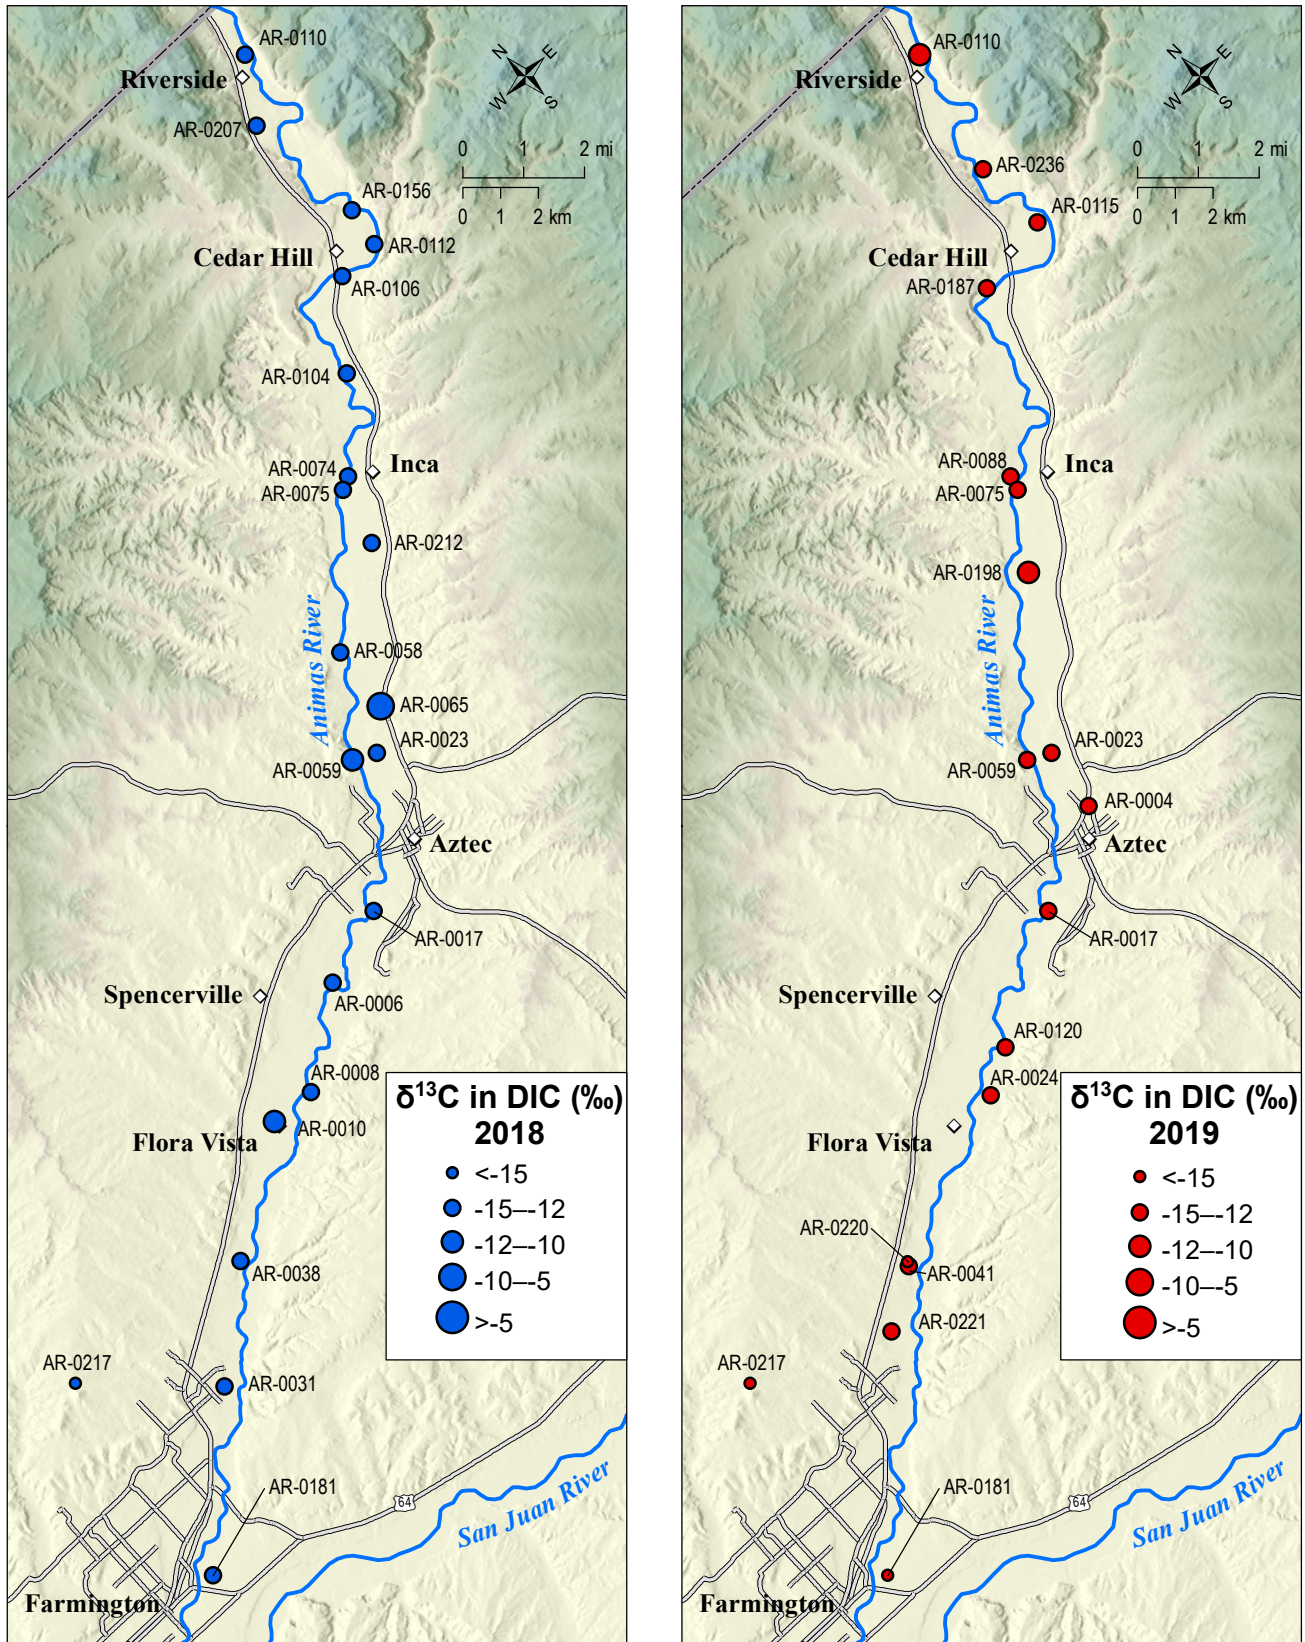 AR-0110
N
E
W
S
Riverside
AR-0207
0 1 2 mi
0 1 2 km
AR-0156
AR-0112
Cedar Hill
AR-0106
AR-0104
AR-0074
Inca
AR-0075
AR-0212
Animas River
AR-0058
AR-0065
AR-0023
AR-0059
Aztec
AR-0017
Spencerville
AR-0006
AR-0008
AR-0010
Flora Vista
δ¹³C in DIC (‰)
2018
<-15
-15–-12
-12–-10
-10–-5
>-5
AR-0038
AR-0217
AR-0031
AR-0181
64
San Juan River
Farmington
AR-0110
N
E
W
S
Riverside
0 1 2 mi
0 1 2 km
AR-0236
AR-0115
Cedar Hill
AR-0187
AR-0088
Inca
AR-0075
AR-0198
Animas River
AR-0023
AR-0059
AR-0004
Aztec
AR-0017
Spencerville
AR-0120
AR-0024
Flora Vista
δ¹³C in DIC (‰)
2019
<-15
-15–-12
-12–-10
-10–-5
>-5
AR-0220
AR-0041
AR-0221
AR-0217
AR-0181
64
San Juan River
Farmington